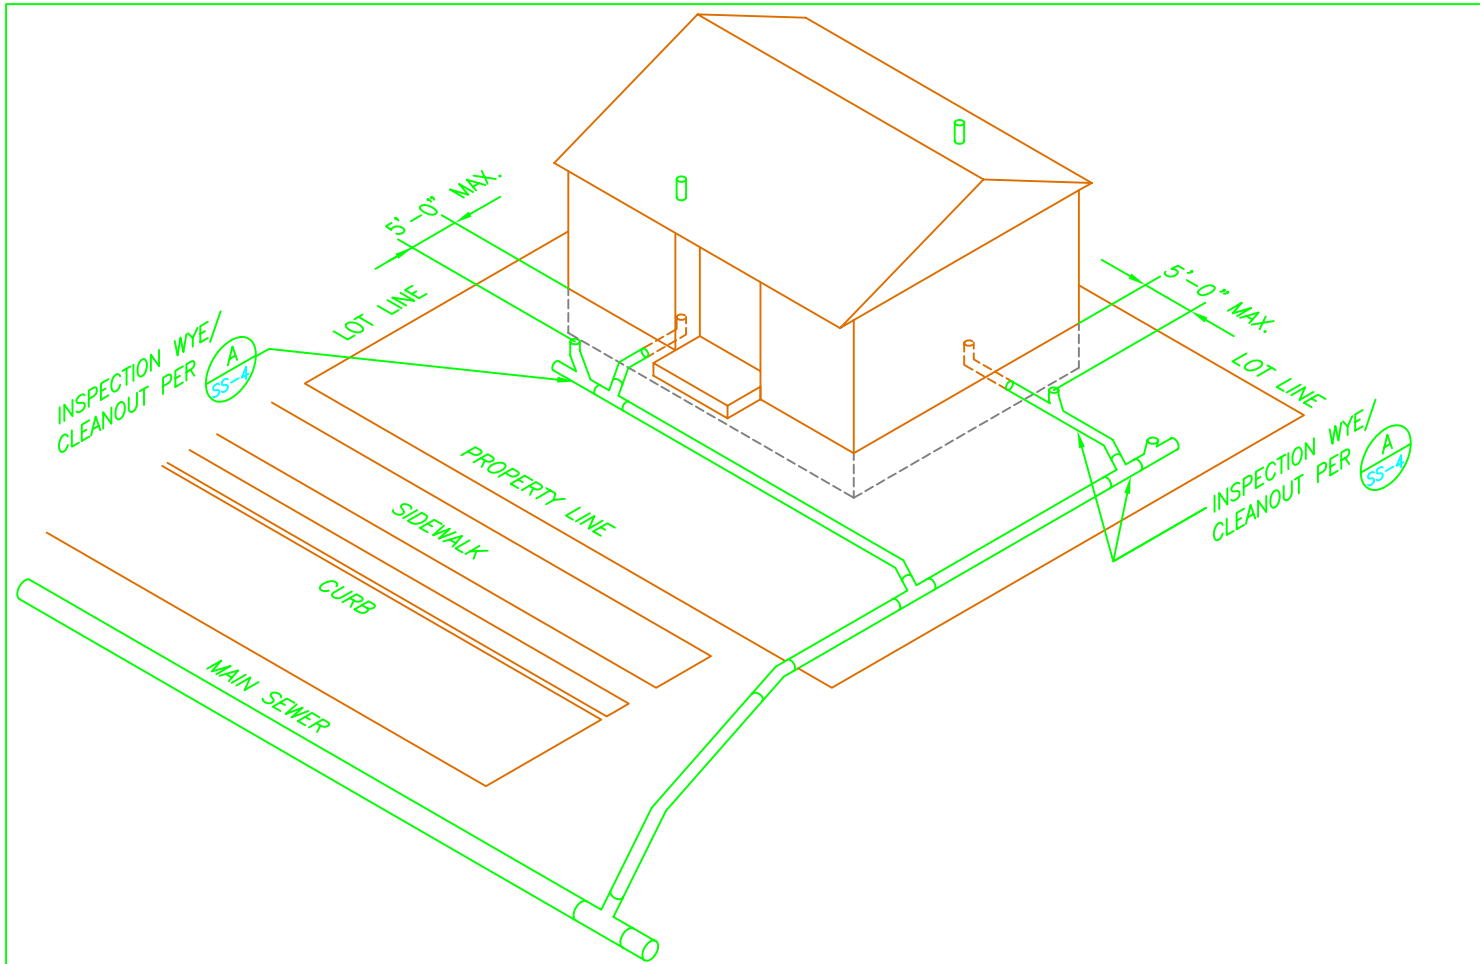 5'-0" MAX.
LOT LINE
INSPECTION WYE/
CLEANOUT PER
A
SS-4
5'-0" MAX.
LOT LINE
INSPECTION WYE/
CLEANOUT PER
A
SS-4
PROPERTY LINE
SIDEWALK
CURB
MAIN SEWER